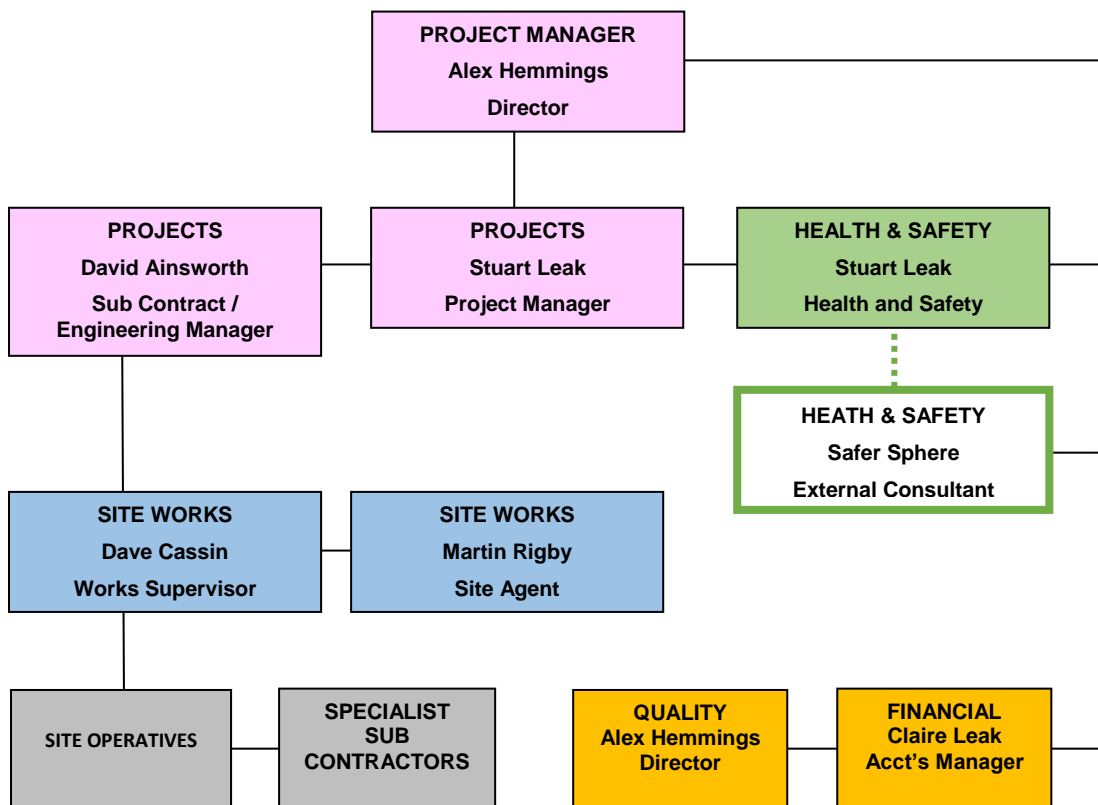 PROJECT MANAGER
Alex Hemmings
Director
PROJECTS
David Ainsworth
Sub Contract /
Engineering Manager
PROJECTS
Stuart Leak
Project Manager
HEALTH & SAFETY
Stuart Leak
Health and Safety
HEATH & SAFETY
Safer Sphere
External Consultant
SITE WORKS
Dave Cassin
Works Supervisor
SITE WORKS
Martin Rigby
Site Agent
SITE OPERATIVES
SPECIALIST
SUB
CONTRACTORS
QUALITY
Alex Hemmings
Director
FINANCIAL
Claire Leak
Acct's Manager